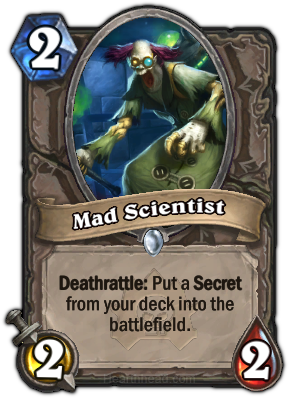 2
Mad Scientist
Deathrattle: Put a Secret
from your deck into the
battlefield.
2
2